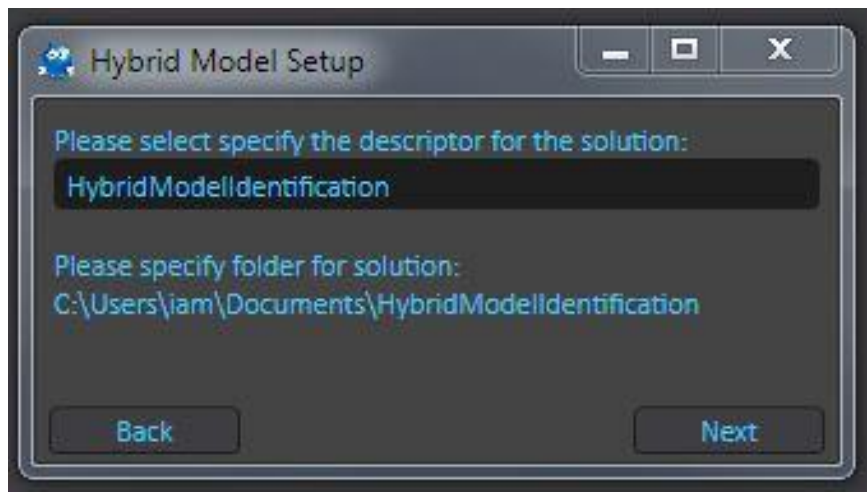 Hybrid Model Setup
Please select specify the descriptor for the solution:
HybridModelIdentification
Please specify folder for solution:
C:\Users\iam\Documents\HybridModelIdentification
Back
Next